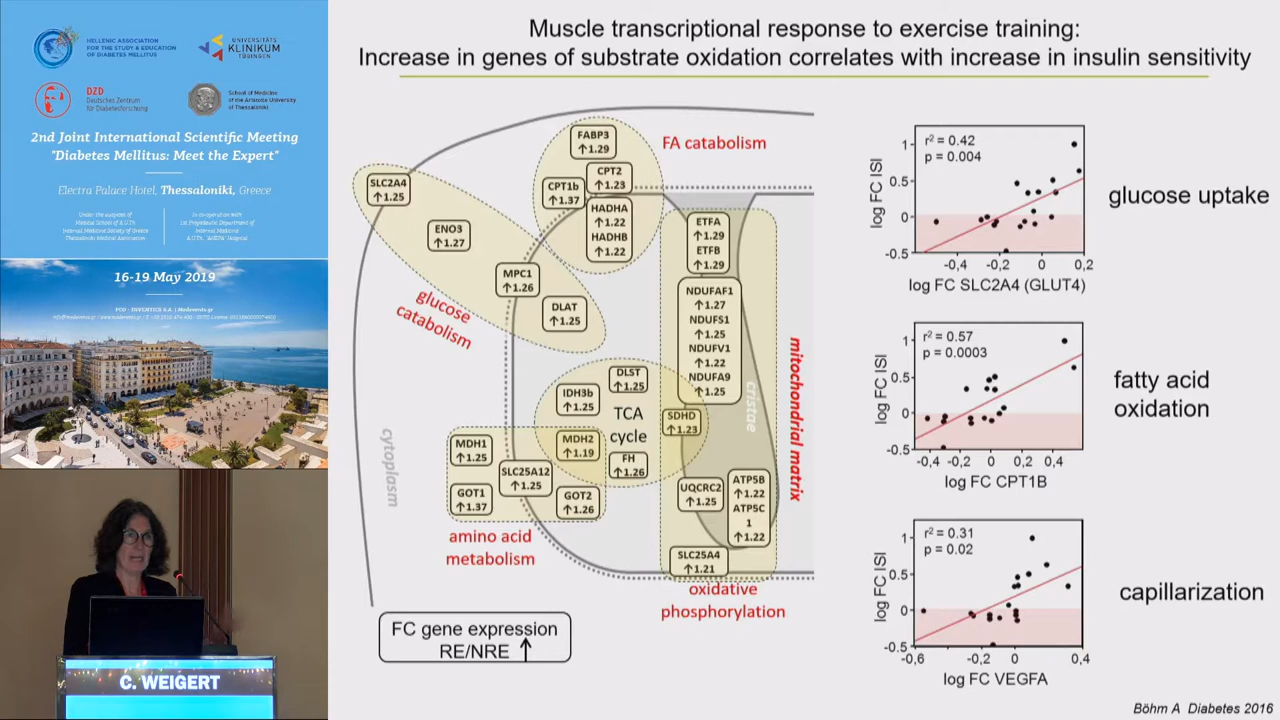 HELLENIC ASSOCIATION
FOR THE STUDY & EDUCATION
OF DIABETES MELLITUS
UNIVERSITÄTS
KLINIKUM
TÜBINGEN
DZD
Deutsches Zentrum
für Diabetesforschung
School of Medicine
of the Aristotle University
of Thessaloniki
2nd Joint International Scientific Meeting
"Diabetes Mellitus: Meet the Expert"
Electra Palace Hotel, Thessaloniki, Greece
Under the auspices of
Medical School of A.U.Th
Internal Medicine Society of Greece
Thessaloniki Medical Association
In co-operation with
1st Propedeutic Department of
Internal Medicine
A.U.Th. "AHEPA" Hospital
16-19 May 2019
C. WEIGERT
Muscle transcriptional response to exercise training:
Increase in genes of substrate oxidation correlates with increase in insulin sensitivity
FABP3
↑1.29
FA catabolism
CPT2
↑1.23
CPT1b
↑1.37
HADHA
↑1.22
HADHB
↑1.22
SLC2A4
↑1.25
ENO3
↑1.27
MPC1
↑1.26
DLAT
↑1.25
glucose
catabolism
ETFA
↑1.29
ETFB
↑1.29
NDUFAF1
↑1.27
NDUFS1
↑1.25
NDUFV1
↑1.22
NDUFA9
↑1.25
mitochondrial matrix
cristae
cytoplasm
DLST
↑1.25
IDH3b
↑1.25
TCA
cycle
SDHD
↑1.23
MDH2
↑1.19
FH
↑1.26
MDH1
↑1.25
SLC25A12
↑1.25
GOT1
↑1.37
GOT2
↑1.26
amino acid
metabolism
UQCRC2
↑1.25
ATP5B
↑1.22
ATP5C
1
↑1.22
SLC25A4
↑1.21
oxidative
phosphorylation
FC gene expression
RE/NRE ↑
r² = 0.42
p = 0.004
log FC ISI
1
0.5
0
-0.5
-0,4 -0,2 0 0,2
log FC SLC2A4 (GLUT4)
glucose uptake
r² = 0.57
p = 0.0003
log FC ISI
1
0.5
0
-0.5
-0.4 -0.2 0 0.2 0.4
log FC CPT1B
fatty acid
oxidation
r² = 0.31
p = 0.02
log FC ISI
1
0.5
0
-0.5
-0,6 -0,2 0 0,4
log FC VEGFA
capillarization
Böhm A Diabetes 2016